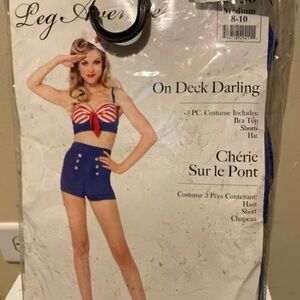 Leg Avenue
Medium
8-10
On Deck Darling
-3 PC. Costume Includes:
Bra Top
Shorts
Hat
Chérie
Sur le Pont
Costume 3 Pces Contenant:
Haut
Short
Chapeau